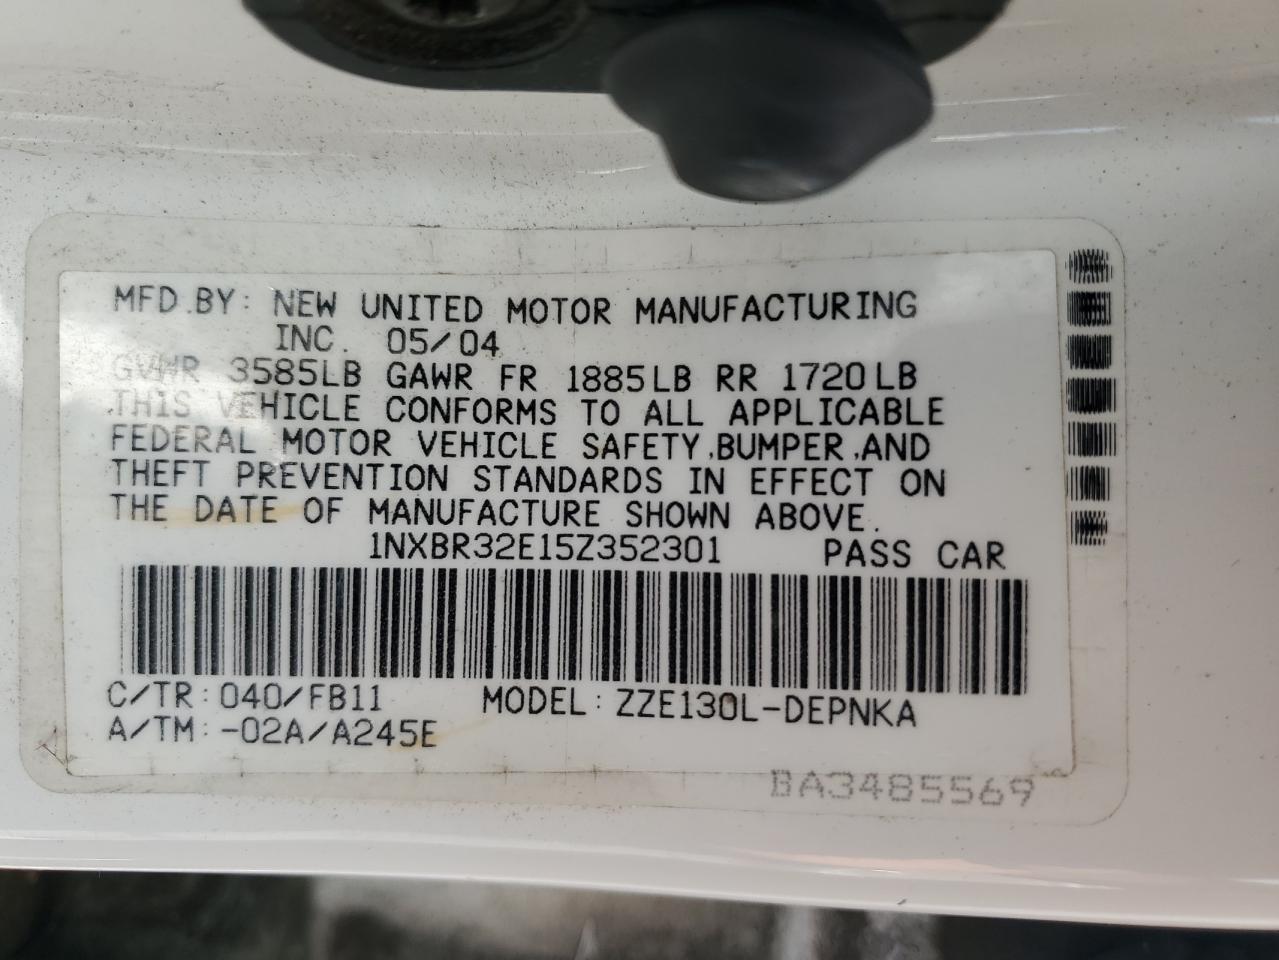 MFD.BY: NEW UNITED MOTOR MANUFACTURING
INC. 05/04
GVWR 3585LB GAWR FR 1885LB RR 1720LB
THIS VEHICLE CONFORMS TO ALL APPLICABLE
FEDERAL MOTOR VEHICLE SAFETY,BUMPER,AND
THEFT PREVENTION STANDARDS IN EFFECT ON
THE DATE OF MANUFACTURE SHOWN ABOVE.
1NXBR32E15Z352301 PASS CAR
C/TR:040/FB11 MODEL:ZZE130L-DEPNKA
A/TM:-02A/A245E
BA3485569